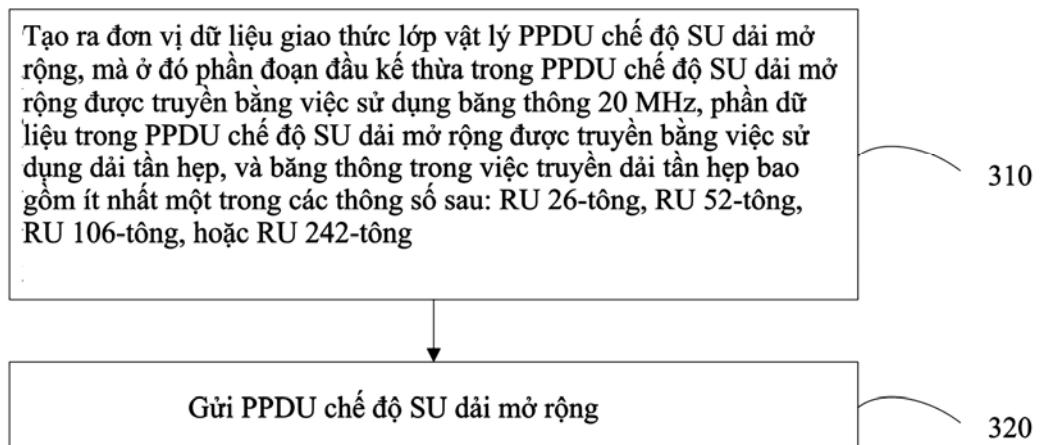 Tạo ra đơn vị dữ liệu giao thức lớp vật lý PPDU chế độ SU dải mở
rộng, mà ở đó phần đoạn đầu kế thừa trong PPDU chế độ SU dải mở
rộng được truyền bằng việc sử dụng băng thông 20 MHz, phần dữ
liệu trong PPDU chế độ SU dải mở rộng được truyền bằng việc sử
dụng dải tần hẹp, và băng thông trong việc truyền dải tần hẹp bao
gồm ít nhất một trong các thông số sau: RU 26-tông, RU 52-tông,
RU 106-tông, hoặc RU 242-tông
310
Gửi PPDU chế độ SU dải mở rộng
320